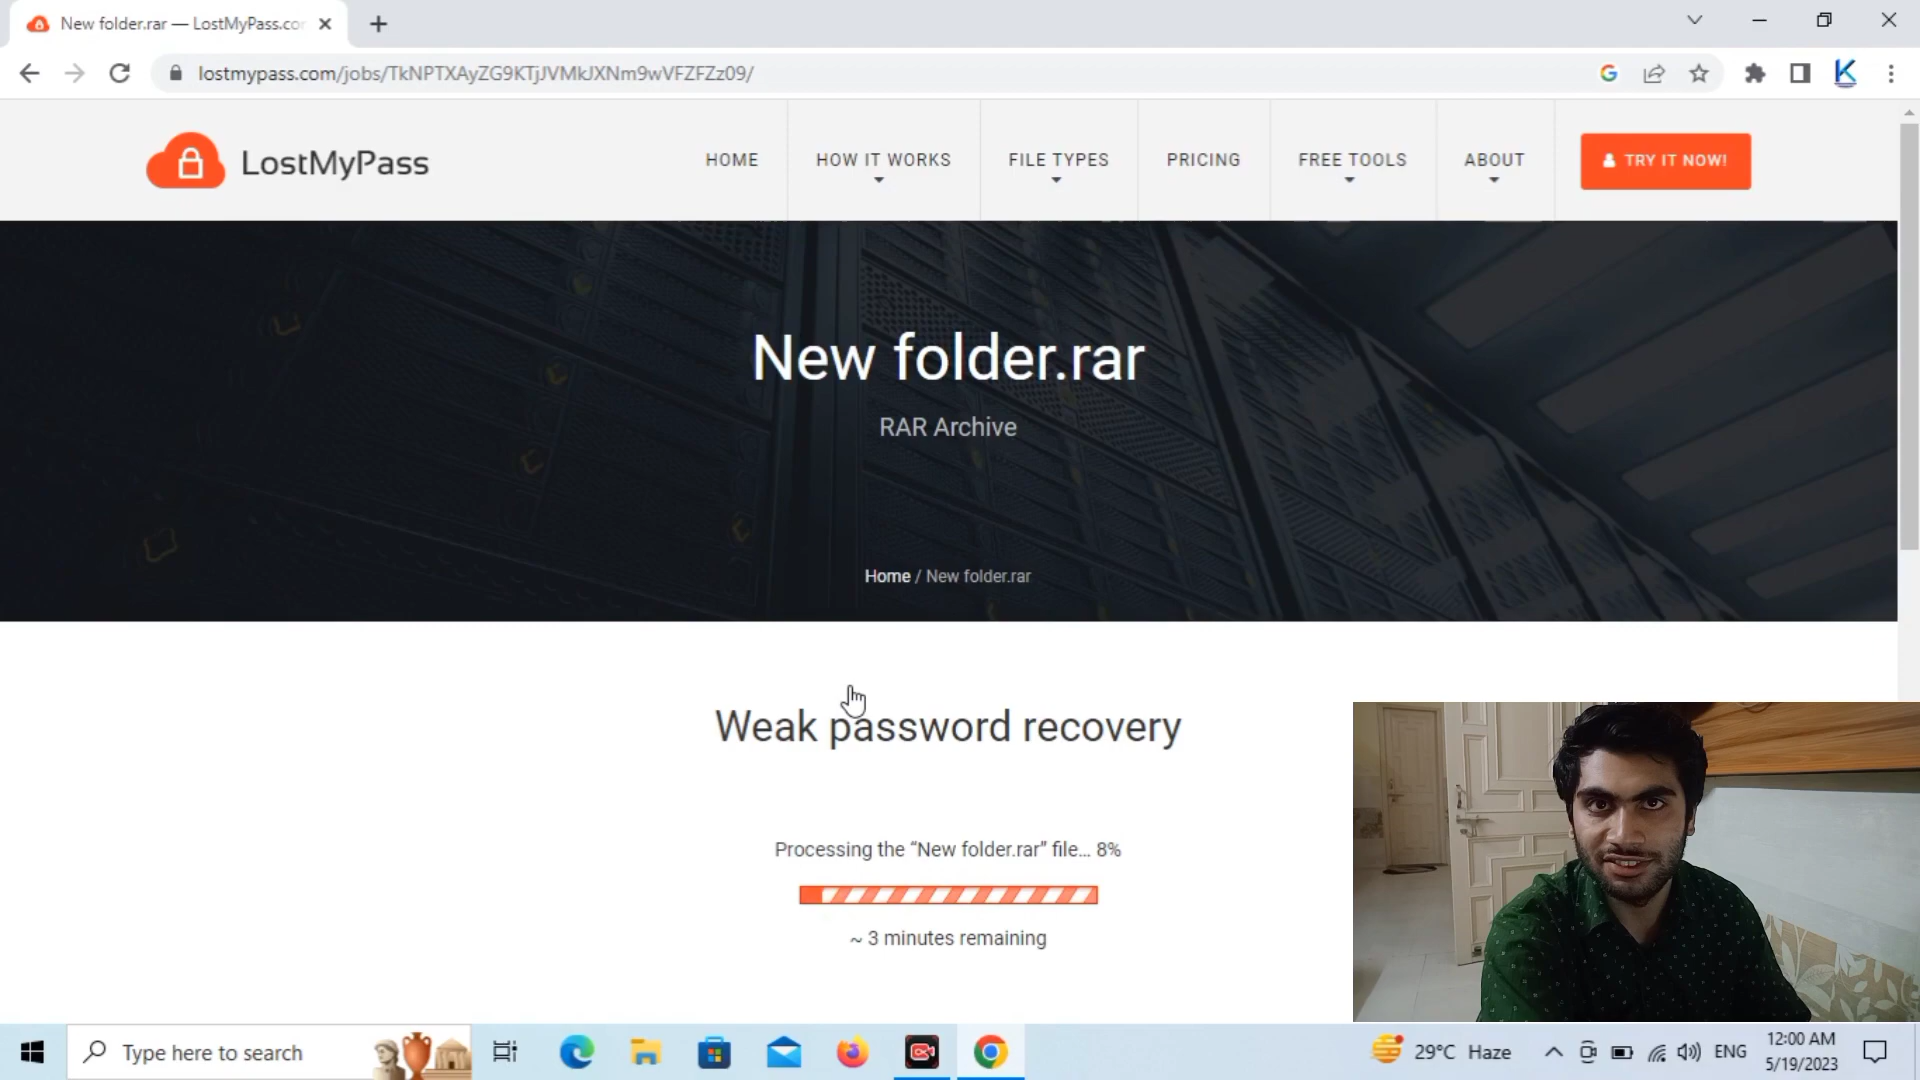 New folder.rar — LostMyPass.com
lostmypass.com/jobs/TkNPTXAyZG9KTjJVMkJXNm9wVFZFZz09/
LostMyPass
HOME
HOW IT WORKS
FILE TYPES
PRICING
FREE TOOLS
ABOUT
TRY IT NOW!
New folder.rar
RAR Archive
Home / New folder.rar
Weak password recovery
Processing the “New folder.rar” file... 8%
~ 3 minutes remaining
Type here to search
29°C Haze
ENG
12:00 AM
5/19/2023